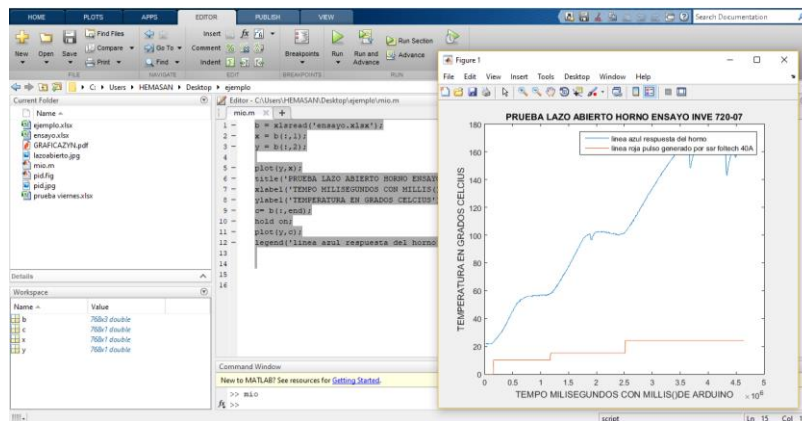 HOME PLOTS APPS EDITOR PUBLISH VIEW
Search Documentation
New Open Save
Find Files
Compare
Print
Go To
Find
Insert fx
Comment
Indent
Breakpoints
Run
Run and Advance
Run Section
Advance
FILE NAVIGATE EDIT BREAKPOINTS RUN
C: Users HEMASAN Desktop ejemplo
Current Folder
Name
ejemplo.xlsx
ensayo.xlsx
GRAFICAZYN.pdf
lazoabierto.jpg
mio.m
pid.fig
pid.jpg
prueba viernes.xlsx
Details
Workspace
Name Value
b 768x3 double
c 768x1 double
x 768x1 double
y 768x1 double
Editor - C:\Users\HEMASAN\Desktop\ejemplo\mio.m
mio.m
1 - b = xlsread('ensayo.xlsx');
2 - x = b(:,1);
3 - y = b(:,2);
4
5 - plot(y,x);
6 - title('PRUEBA LAZO ABIERTO HORNO ENSAYO
7 - xlabel('TEMPO MILISEGUNDOS CON MILLIS()
8 - ylabel('TEMPERATURA EN GRADOS CELCIUS'
9 - c= b(:,end);
10 - hold on;
11 - plot(y,c);
12 - legend('linea azul respuesta del horno
13
14
15
16
Command Window
New to MATLAB? See resources for Getting Started.
>> mio
fx >>
script Ln 15 Col 1
Figure 1
File Edit View Insert Tools Desktop Window Help
PRUEBA LAZO ABIERTO HORNO ENSAYO INVE 720-07
linea azul respuesta del horno
linea roja pulso generado por ssr foltech 40A
TEMPERATURA EN GRADOS CELCIUS
180
160
140
120
100
80
60
40
20
0
0 0.5 1 1.5 2 2.5 3 3.5 4 4.5 5
× 10⁶
TEMPO MILISEGUNDOS CON MILLIS()DE ARDUINO